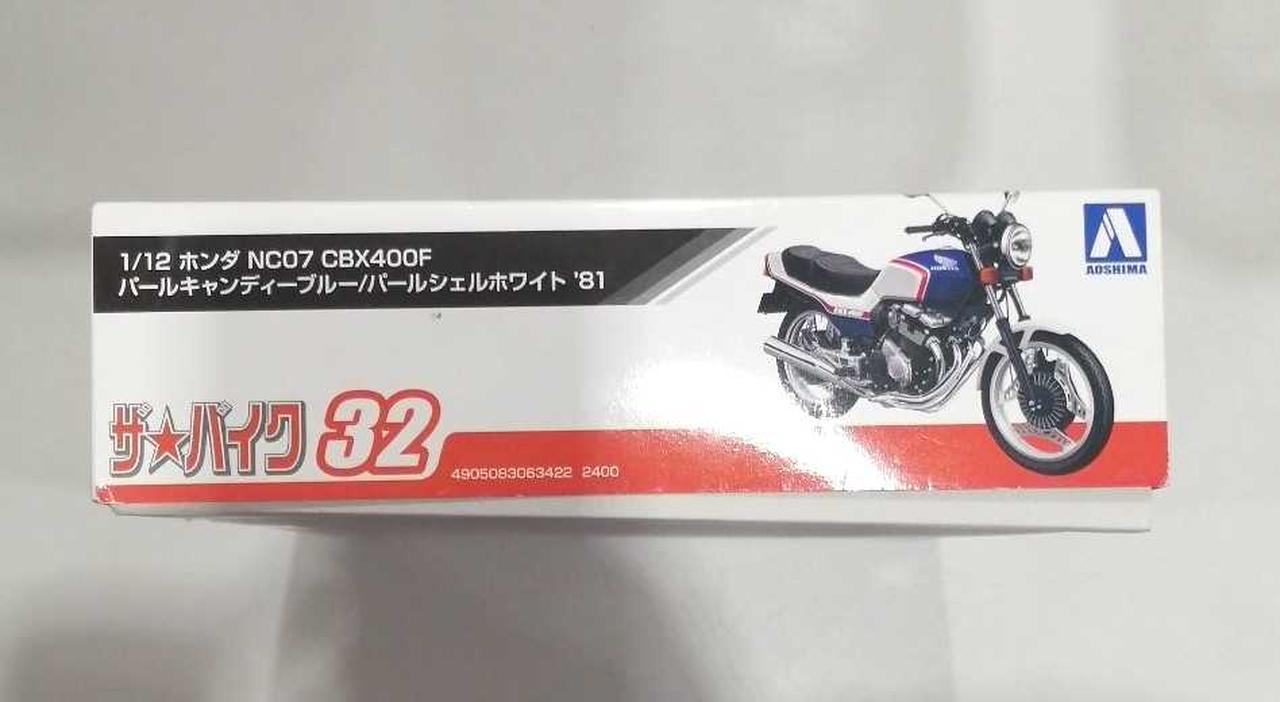 1/12 ホンダ NC07 CBX400F
パールキャンディーブルー/パールシェルホワイト '81
AOSHIMA
HONDA
ザ★バイク 32
4905083063422 2400